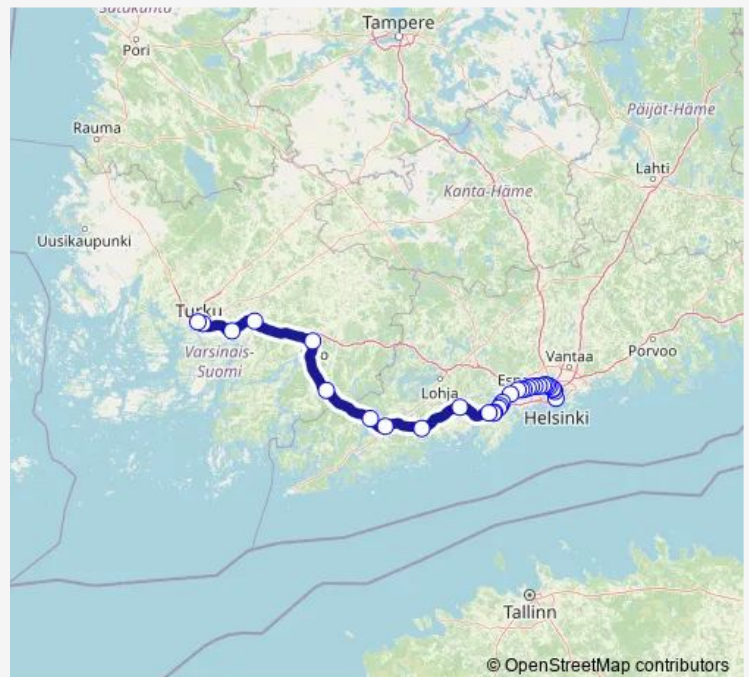 Satakunta
Tampere
Pori
Rauma
Päijät-Häme
Lahti
Kanta-Häme
Uusikaupunki
Turku
Varsinais-
Suomi
Vantaa
Porvoo
Lohja
Espo
Helsinki
Tallinn
© OpenStreetMap contributors